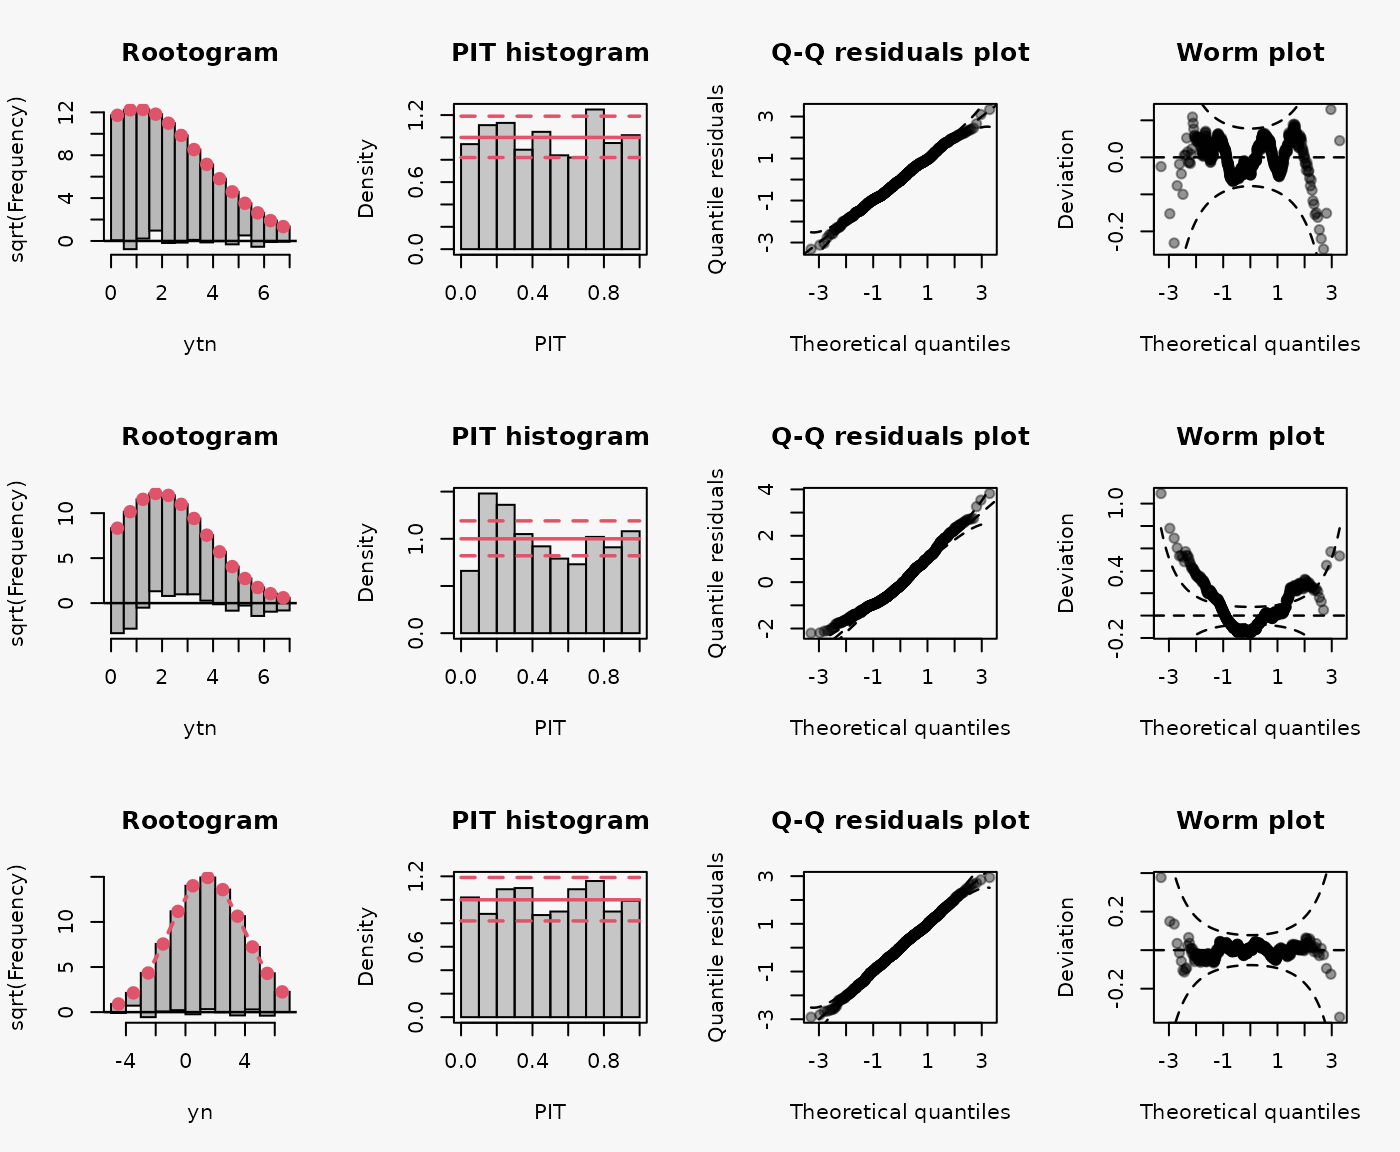 Rootogram
sqrt(Frequency)
0 4 8 12
0 2 4 6
ytn
PIT histogram
Density
0.0 0.6 1.2
0.0 0.4 0.8
PIT
Q-Q residuals plot
Quantile residuals
-3 -1 1 3
-3 -1 1 3
Theoretical quantiles
Worm plot
Deviation
-0.2 0.0
-3 -1 1 3
Theoretical quantiles
Rootogram
sqrt(Frequency)
0 5 10
0 2 4 6
ytn
PIT histogram
Density
0.0 1.0
0.0 0.4 0.8
PIT
Q-Q residuals plot
Quantile residuals
-2 0 2 4
-3 -1 1 3
Theoretical quantiles
Worm plot
Deviation
-0.2 0.4 1.0
-3 -1 1 3
Theoretical quantiles
Rootogram
sqrt(Frequency)
0 5 10
-4 0 4
yn
PIT histogram
Density
0.0 0.6 1.2
0.0 0.4 0.8
PIT
Q-Q residuals plot
Quantile residuals
-3 -1 1 3
-3 -1 1 3
Theoretical quantiles
Worm plot
Deviation
-0.2 0.2
-3 -1 1 3
Theoretical quantiles